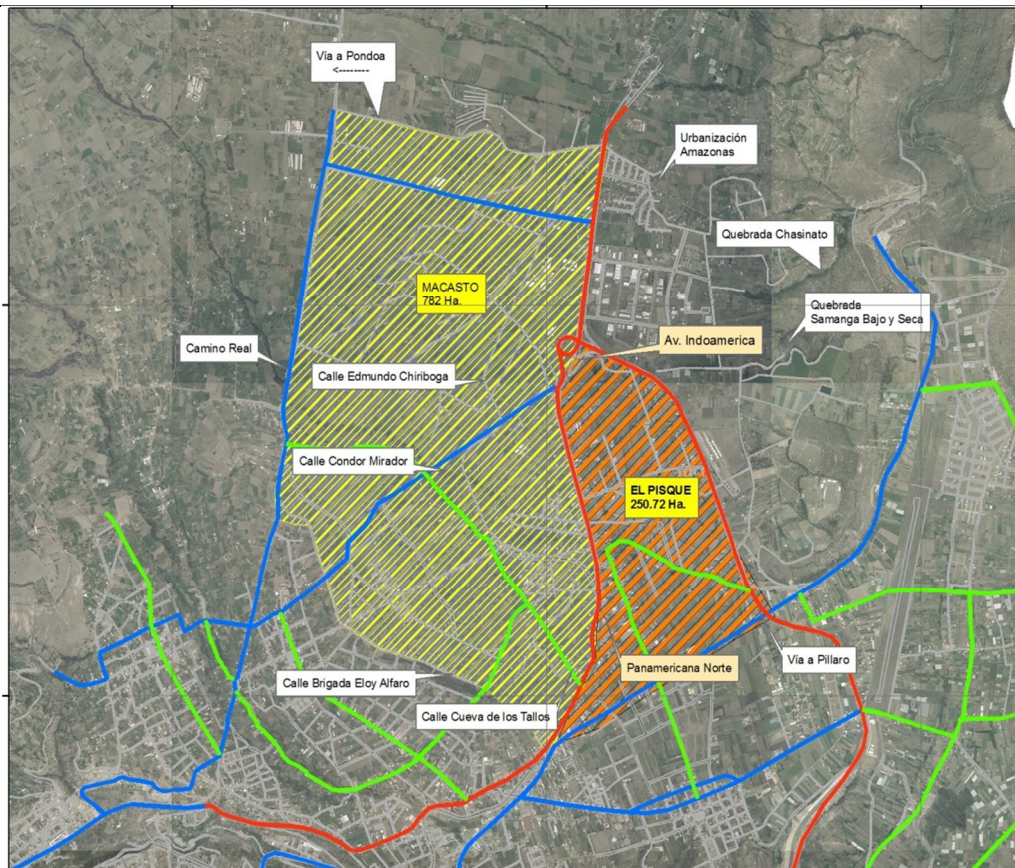 Vía a Pondoa
<--------
Urbanización
Amazonas
Quebrada Chasinato
MACASTO
782 Ha.
Quebrada
Samanga Bajo y Seca
Camino Real
Av. Indoamerica
Calle Edmundo Chiriboga
Calle Condor Mirador
EL PISQUE
250.72 Ha.
Vía a Pillaro
Panamericana Norte
Calle Brigada Eloy Alfaro
Calle Cueva de los Tallos